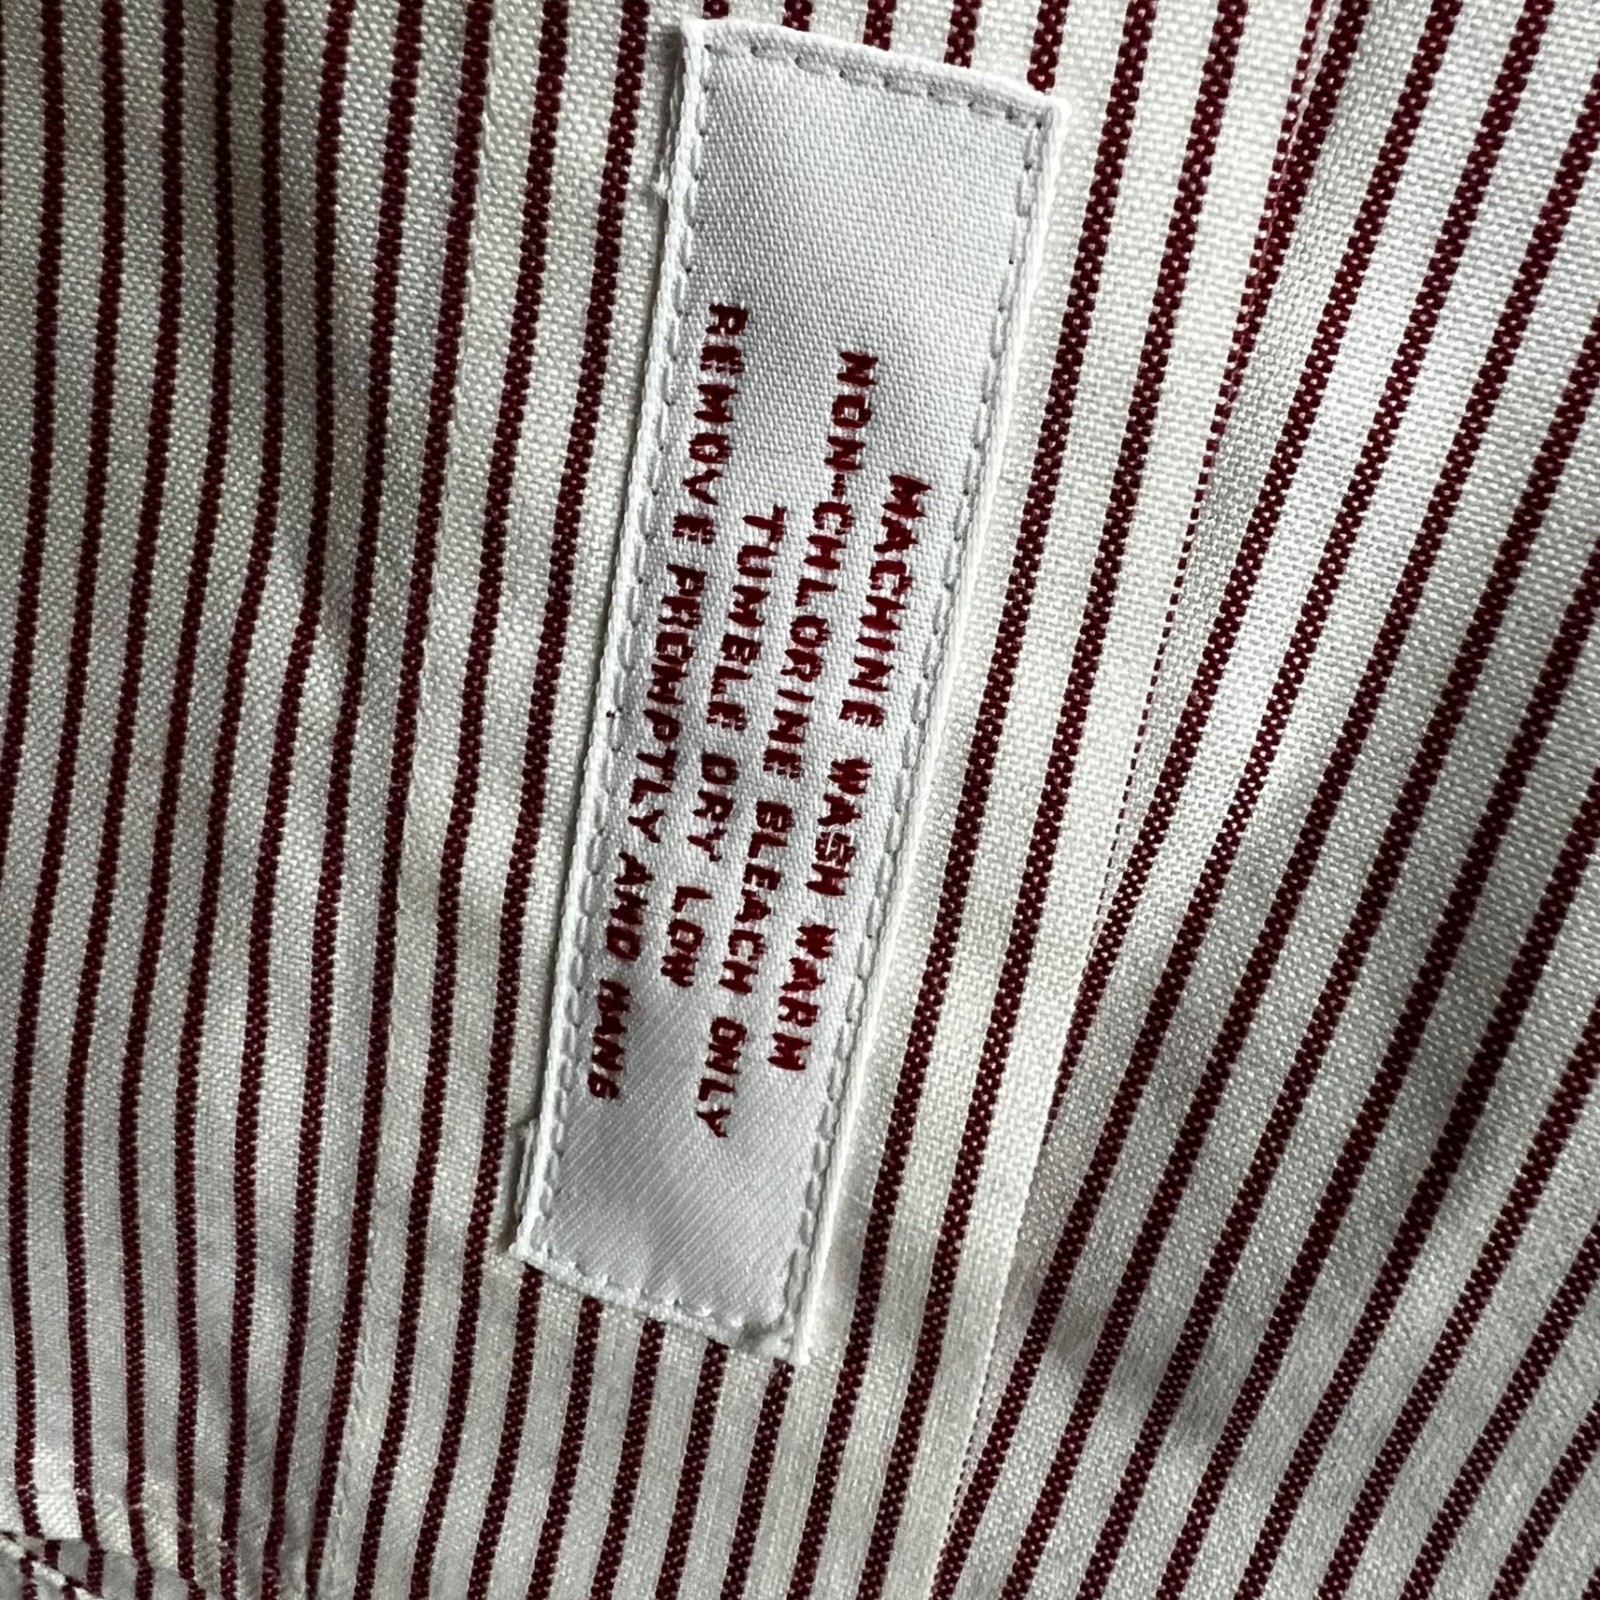 MACHINE WASH WARM
NON-CHLORINE BLEACH ONLY
TUMBLE DRY LOW
REMOVE PROMPTLY AND HANG